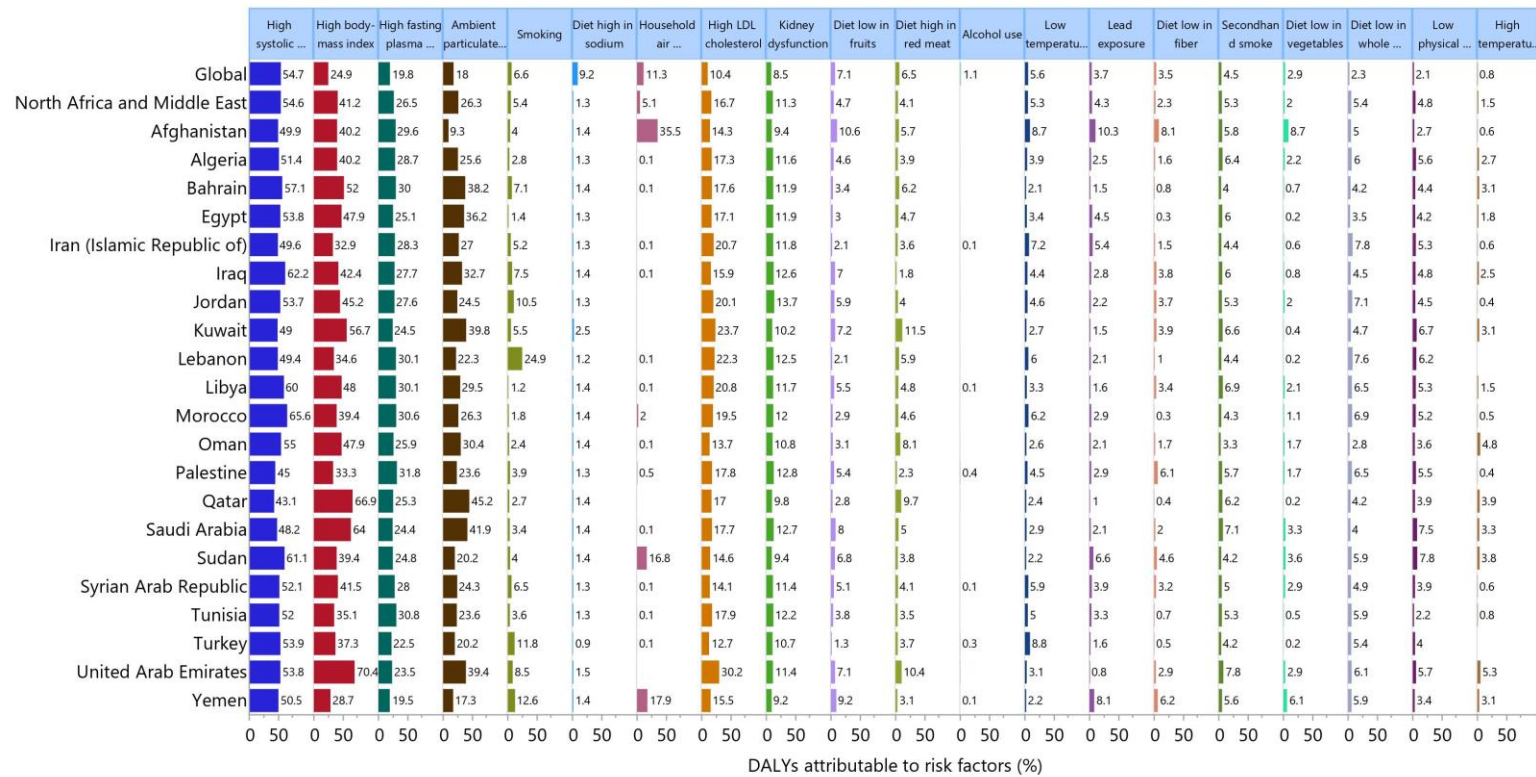 High systolic ... High body-mass index High fasting plasma ... Ambient particulate... Smoking Diet high in sodium Household air ... High LDL cholesterol Kidney dysfunction Diet low in fruits Diet high in red meat Alcohol use Low temperatu... Lead exposure Diet low in fiber Secondhand smoke Diet low in vegetables Diet low in whole ... Low physical ... High temperatu...
Global 54.7 24.9 19.8 18 6.6 9.2 11.3 10.4 8.5 7.1 6.5 1.1 5.6 3.7 3.5 4.5 2.9 2.3 2.1 0.8
North Africa and Middle East 54.6 41.2 26.5 26.3 5.4 1.3 5.1 16.7 11.3 4.7 4.1 5.3 4.3 2.3 5.3 2 5.4 4.8 1.5
Afghanistan 49.9 40.2 29.6 9.3 4 1.4 35.5 14.3 9.4 10.6 5.7 8.7 10.3 8.1 5.8 8.7 5 2.7 0.6
Algeria 51.4 40.2 28.7 25.6 2.8 1.3 0.1 17.3 11.6 4.6 3.9 3.9 2.5 1.6 6.4 2.2 6 5.6 2.7
Bahrain 57.1 52 30 38.2 7.1 1.4 0.1 17.6 11.9 3.4 6.2 2.1 1.5 0.8 4 0.7 4.2 4.4 3.1
Egypt 53.8 47.9 25.1 36.2 1.4 1.3 17.1 11.9 3 4.7 3.4 4.5 0.3 6 0.2 3.5 4.2 1.8
Iran (Islamic Republic of) 49.6 32.9 28.3 27 5.2 1.3 0.1 20.7 11.8 2.1 3.6 0.1 7.2 5.4 1.5 4.4 0.6 7.8 5.3 0.6
Iraq 62.2 42.4 27.7 32.7 7.5 1.4 0.1 15.9 12.6 7 1.8 4.4 2.8 3.8 6 0.8 4.5 4.8 2.5
Jordan 53.7 45.2 27.6 24.5 10.5 1.3 20.1 13.7 5.9 4 4.6 2.2 3.7 5.3 2 7.1 4.5 0.4
Kuwait 49 56.7 24.5 39.8 5.5 2.5 23.7 10.2 7.2 11.5 2.7 1.5 3.9 6.6 0.4 4.7 6.7 3.1
Lebanon 49.4 34.6 30.1 22.3 24.9 1.2 0.1 22.3 12.5 2.1 5.9 6 2.1 1 4.4 0.2 7.6 6.2
Libya 60 48 30.1 29.5 1.2 1.4 0.1 20.8 11.7 5.5 4.8 0.1 3.3 1.6 3.4 6.9 2.1 6.5 5.3 1.5
Morocco 65.6 39.4 30.6 26.3 1.8 1.4 2 19.5 12 2.9 4.6 6.2 2.9 0.3 4.3 1.1 6.9 5.2 0.5
Oman 55 47.9 25.9 30.4 2.4 1.4 0.1 13.7 10.8 3.1 8.1 2.6 2.1 1.7 3.3 1.7 2.8 3.6 4.8
Palestine 45 33.3 31.8 23.6 3.9 1.3 0.5 17.8 12.8 5.4 2.3 0.4 4.5 2.9 6.1 5.7 1.7 6.5 5.5 0.4
Qatar 43.1 66.9 25.3 45.2 2.7 1.4 17 9.8 2.8 9.7 2.4 1 0.4 6.2 0.2 4.2 3.9 3.9
Saudi Arabia 48.2 64 24.4 41.9 3.4 1.4 0.1 17.7 12.7 8 5 2.9 2.1 2 7.1 3.3 4 7.5 3.3
Sudan 61.1 39.4 24.8 20.2 4 1.4 16.8 14.6 9.4 6.8 3.8 2.2 6.6 4.6 4.2 3.6 5.9 7.8 3.8
Syrian Arab Republic 52.1 41.5 28 24.3 6.5 1.3 0.1 14.1 11.4 5.1 4.1 0.1 5.9 3.9 3.2 5 2.9 4.9 3.9 0.6
Tunisia 52 35.1 30.8 23.6 3.6 1.3 0.1 17.9 12.2 3.8 3.5 5 3.3 0.7 5.3 0.5 5.9 2.2 0.8
Turkey 53.9 37.3 22.5 20.2 11.8 0.9 0.1 12.7 10.7 1.3 3.7 0.3 8.8 1.6 0.5 4.2 0.2 5.4 4
United Arab Emirates 53.8 70.4 23.5 39.4 8.5 1.5 30.2 11.4 7.1 10.4 3.1 0.8 2.9 7.8 2.9 6.1 5.7 5.3
Yemen 50.5 28.7 19.5 17.3 12.6 1.4 17.9 15.5 9.2 9.2 3.1 0.1 2.2 8.1 6.2 5.6 6.1 5.9 3.4 3.1
0 50 0 50 0 50 0 50 0 50 0 50 0 50 0 50 0 50 0 50 0 50 0 50 0 50 0 50 0 50 0 50 0 50 0 50 0 50 0 50
DALYs attributable to risk factors (%)